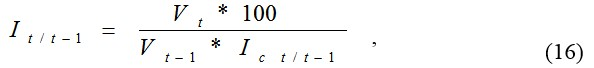 I t / t − 1 = V t * 100 / V t − 1 * I c t / t − 1 , (16)